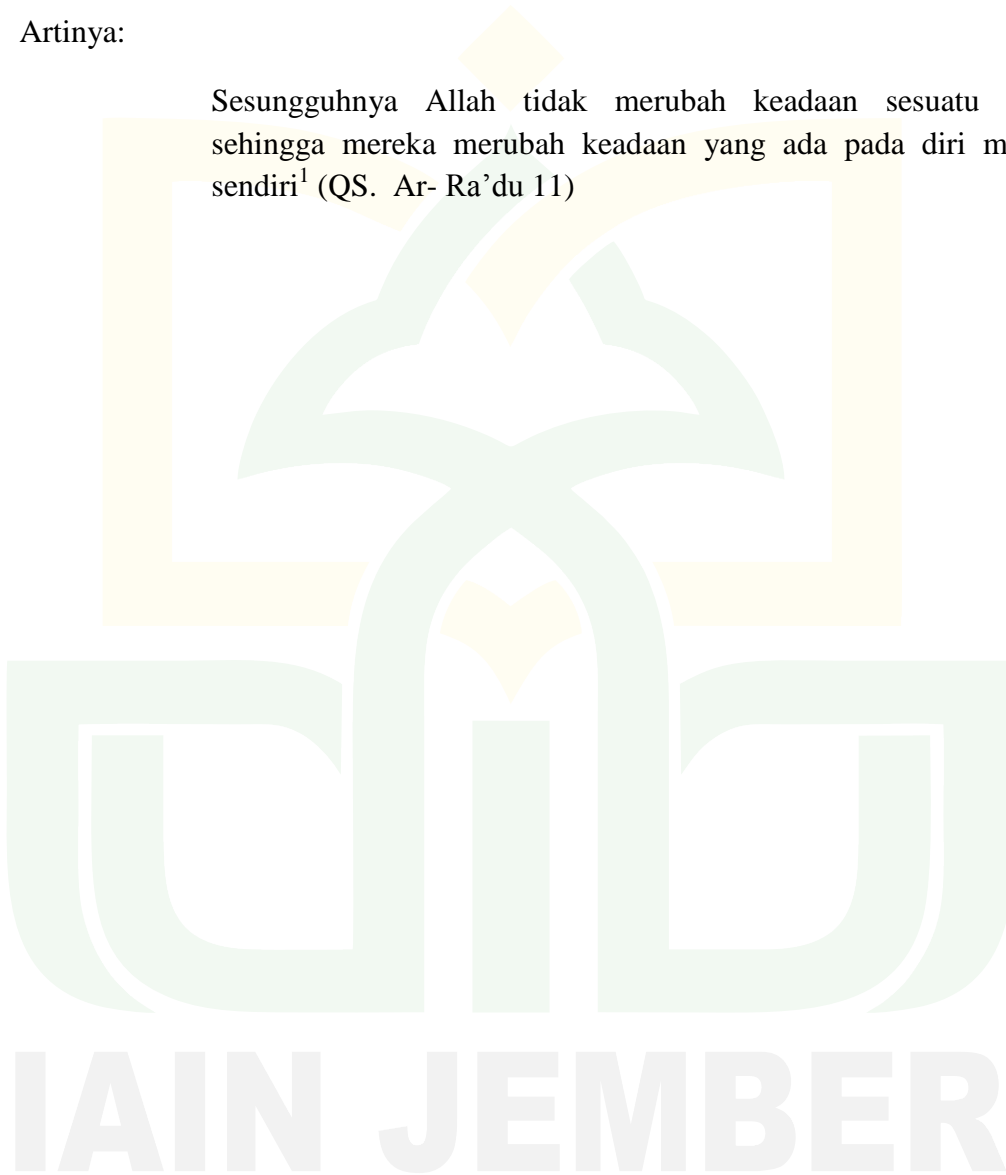 Artinya:
Sesungguhnya Allah tidak merubah keadaan sesuatu
sehingga mereka merubah keadaan yang ada pada diri m
sendiri¹ (QS. Ar- Ra’du 11)
IAIN JEMBER